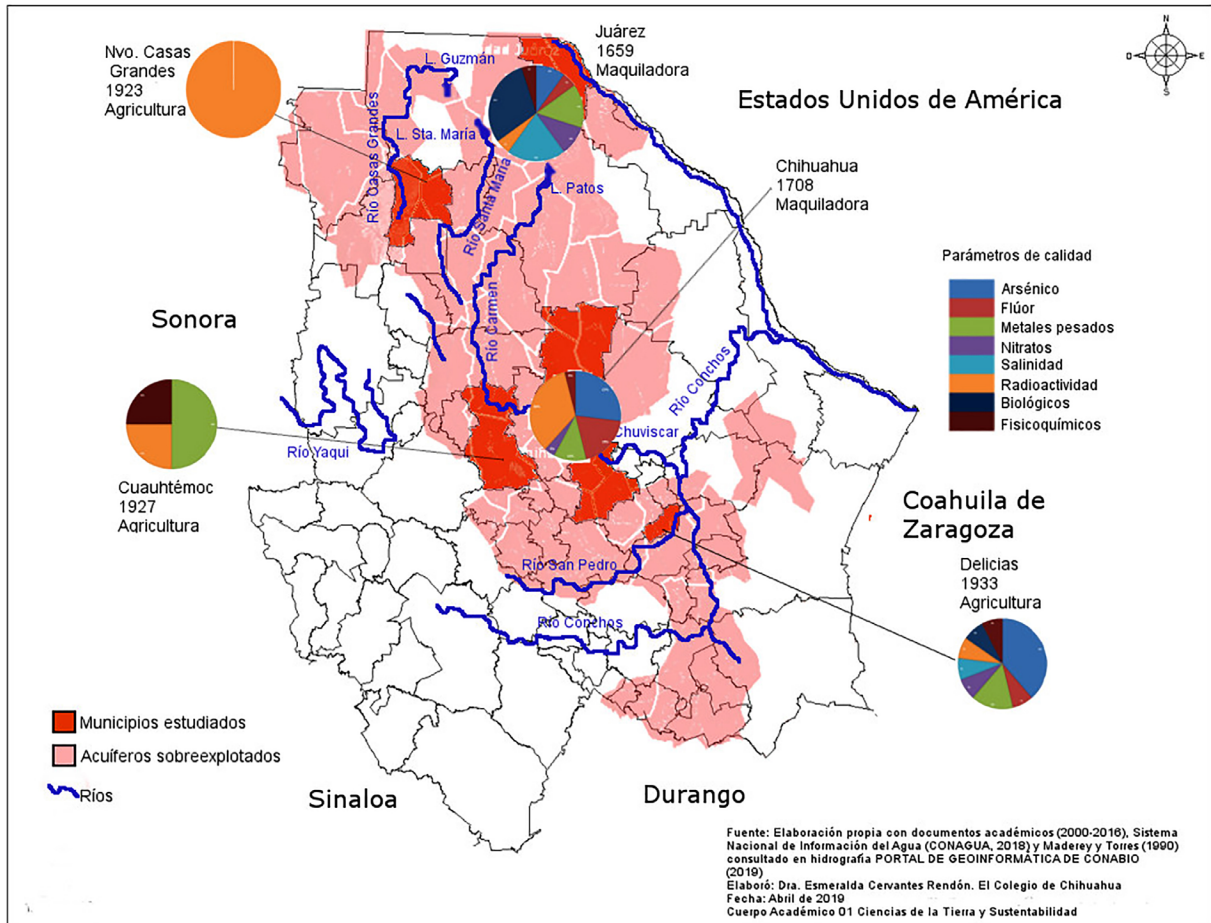 Nvo. Casas
Grandes
1923
Agricultura
Juárez
1659
Maquiladora
N
O
E
S
Estados Unidos de América
L. Guzmán
L. Sta. María
Río Casas Grandes
Río Santa María
L. Patos
Chihuahua
1708
Maquiladora
Parámetros de calidad
Arsénico
Flúor
Metales pesados
Nitratos
Salinidad
Radioactividad
Biológicos
Fisicoquímicos
Sonora
Río Carmen
Río Conchos
Chuviscar
Río Yaqui
Cuauhtémoc
1927
Agricultura
Coahuila de
Zaragoza
Delicias
1933
Agricultura
Río San Pedro
Río Conchos
Municipios estudiados
Acuíferos sobreexplotados
Ríos
Sinaloa
Durango
Fuente: Elaboración propia con documentos académicos (2000-2016), Sistema
Nacional de Información del Agua (CONAGUA, 2018) y Maderey y Torres (1990)
consultado en hidrografía PORTAL DE GEOINFORMÁTICA DE CONABIO
(2019)
Elaboró: Dra. Esmeralda Cervantes Rendón. El Colegio de Chihuahua
Fecha: Abril de 2019
Cuerpo Académico 01 Ciencias de la Tierra y Sustentabilidad